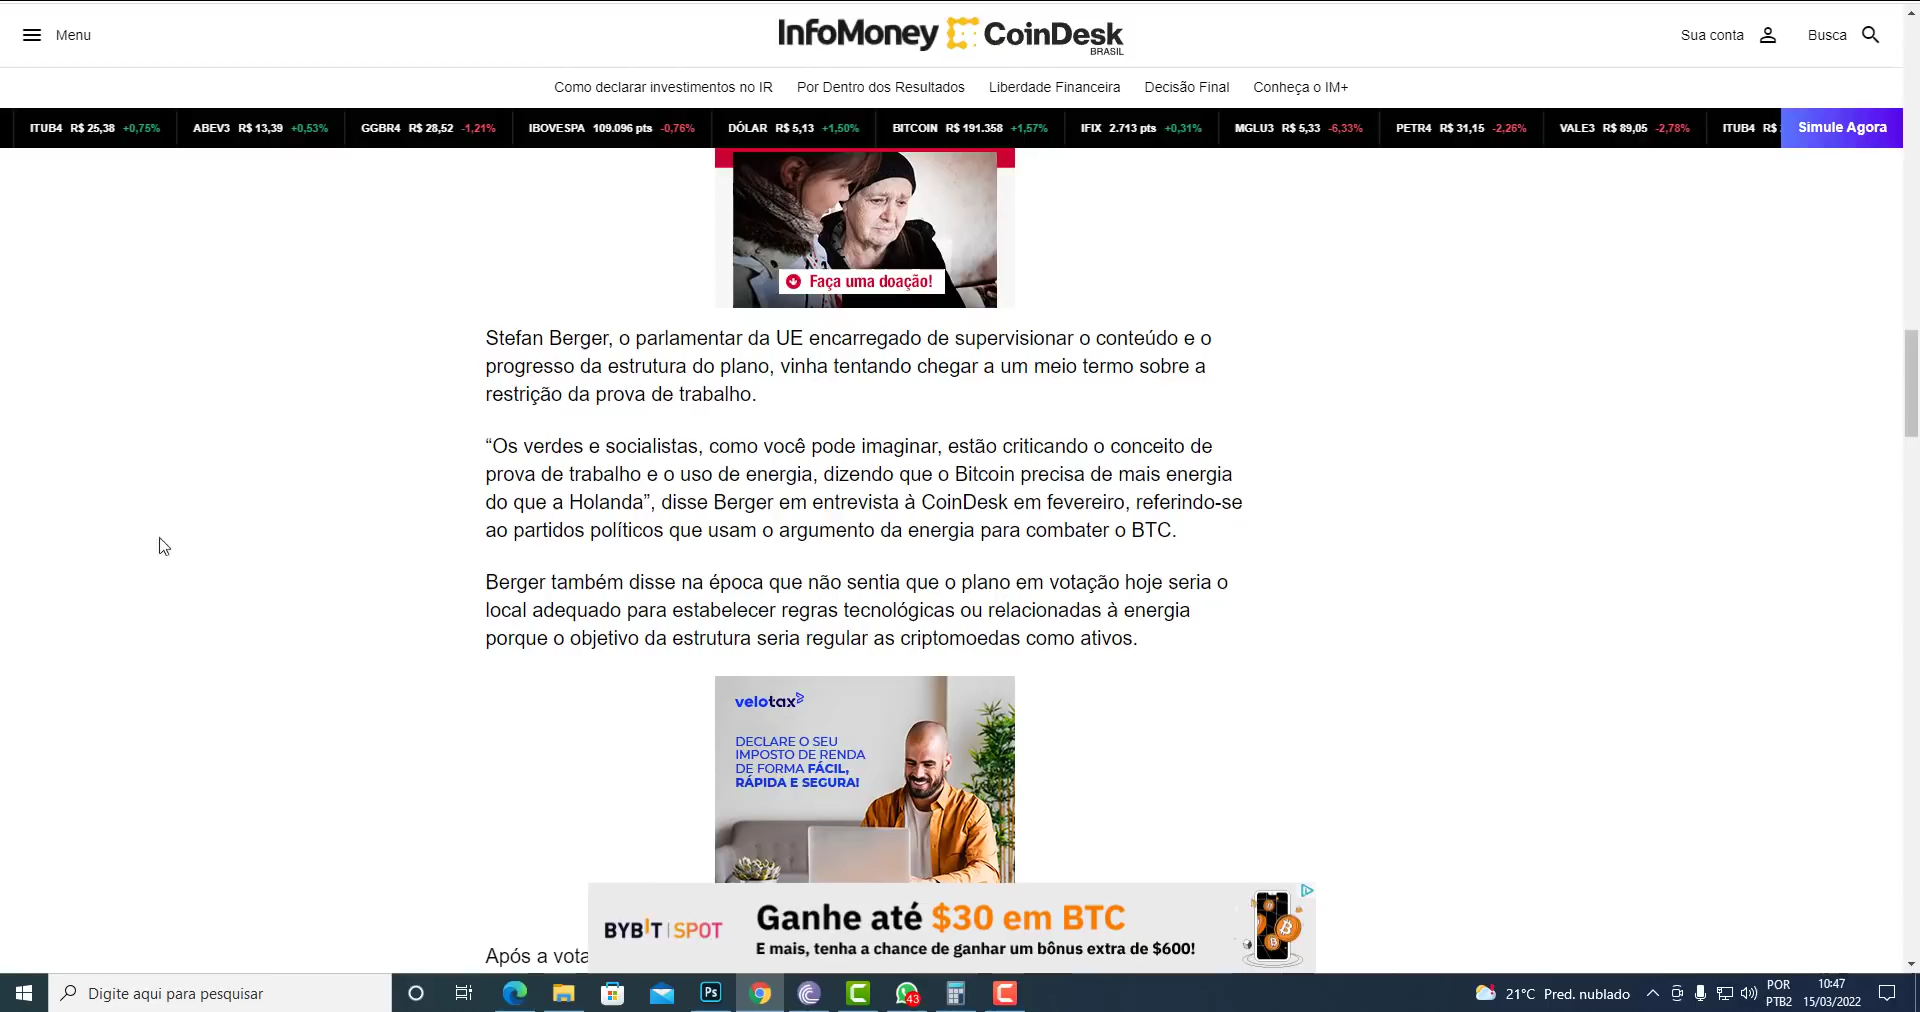 Menu
InfoMoney CoinDesk
BRASIL
Sua conta
Busca
Como declarar investimentos no IR Por Dentro dos Resultados Liberdade Financeira Decisão Final Conheça o IM+
ITUB4 R$ 25,38 +0,75% ABEV3 R$ 13,39 +0,53% GGBR4 R$ 28,52 -1,21% IBOVESPA 109.096 pts -0,76% DÓLAR R$ 5,13 +1,50% BITCOIN R$ 191.358 +1,57% IFIX 2.713 pts +0,31% MGLU3 R$ 5,33 -6,33% PETR4 R$ 31,15 -2,26% VALE3 R$ 89,05 -2,78% ITUB4 R$
Simule Agora
Faça uma doação!
Stefan Berger, o parlamentar da UE encarregado de supervisionar o conteúdo e o
progresso da estrutura do plano, vinha tentando chegar a um meio termo sobre a
restrição da prova de trabalho.
“Os verdes e socialistas, como você pode imaginar, estão criticando o conceito de
prova de trabalho e o uso de energia, dizendo que o Bitcoin precisa de mais energia
do que a Holanda”, disse Berger em entrevista à CoinDesk em fevereiro, referindo-se
ao partidos políticos que usam o argumento da energia para combater o BTC.
Berger também disse na época que não sentia que o plano em votação hoje seria o
local adequado para estabelecer regras tecnológicas ou relacionadas à energia
porque o objetivo da estrutura seria regular as criptomoedas como ativos.
velotax
DECLARE O SEU
IMPOSTO DE RENDA
DE FORMA FÁCIL,
RÁPIDA E SEGURA!
BYBIT | SPOT
Ganhe até $30 em BTC
E mais, tenha a chance de ganhar um bônus extra de $600!
Após a vota
Digite aqui para pesquisar
Ps
43
21°C Pred. nublado
POR
PTB2
10:47
15/03/2022